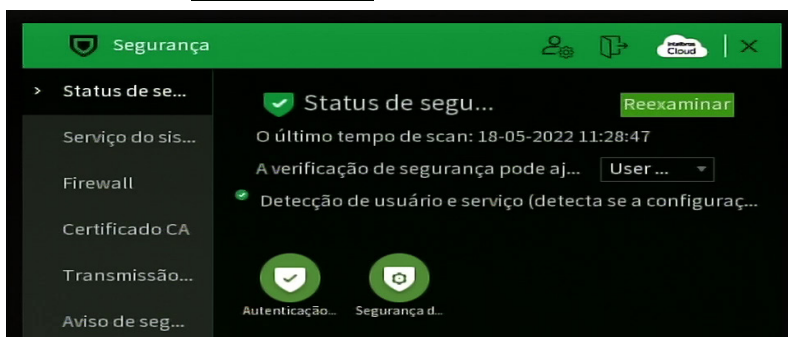 Segurança
intelbras
Cloud
Status de se...
Serviço do sis...
Firewall
Certificado CA
Transmissão...
Aviso de seg...
Status de segu...
Reexaminar
O último tempo de scan: 18-05-2022 11:28:47
A verificação de segurança pode aj...
User ...
Detecção de usuário e serviço (detecta se a configuraç...
Autenticação...
Segurança d...